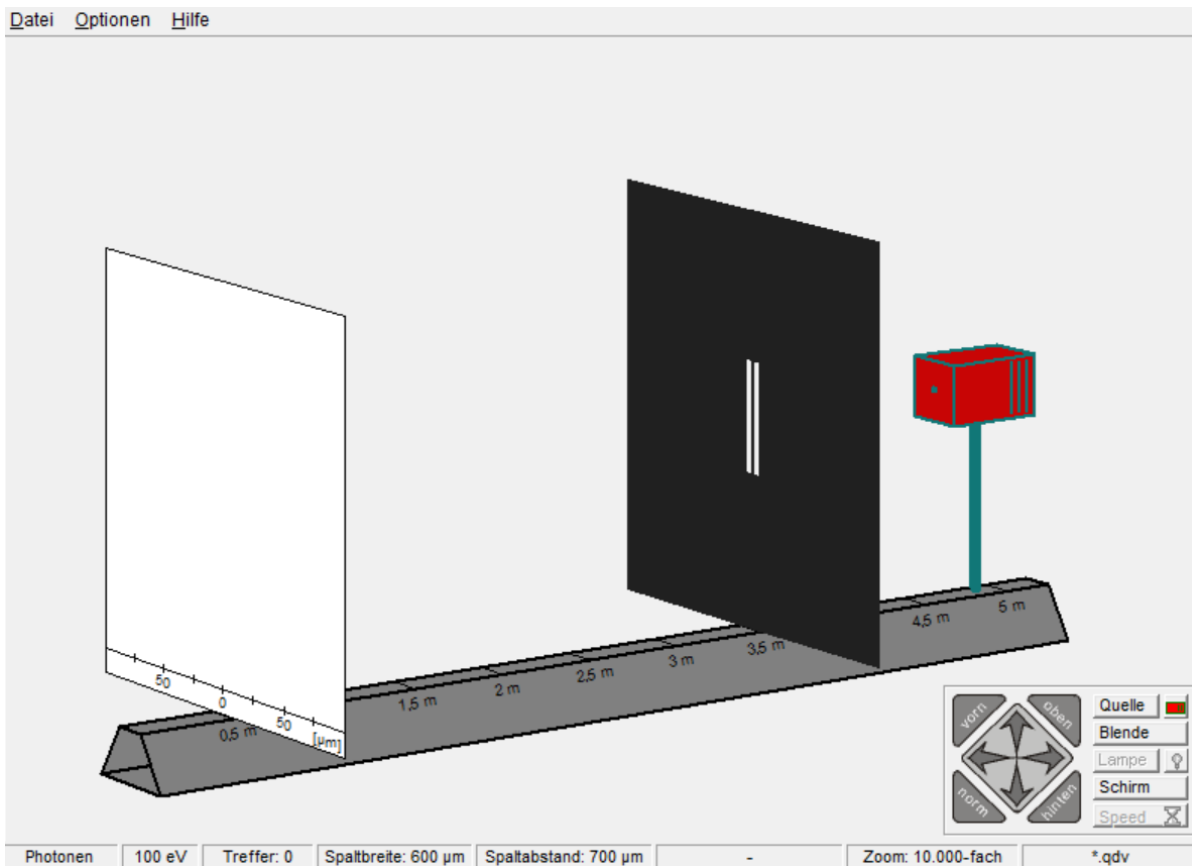 Datei Optionen Hilfe
50 0 50 [µm]
0,5 m 1,5 m 2 m 2,5 m 3 m 3,5 m 4,5 m 5 m
vorn oben
norm hinten
Quelle
Blende
Lampe
Schirm
Speed
Photonen 100 eV Treffer: 0 Spaltbreite: 600 µm Spaltabstand: 700 µm - Zoom: 10.000-fach *.qdv